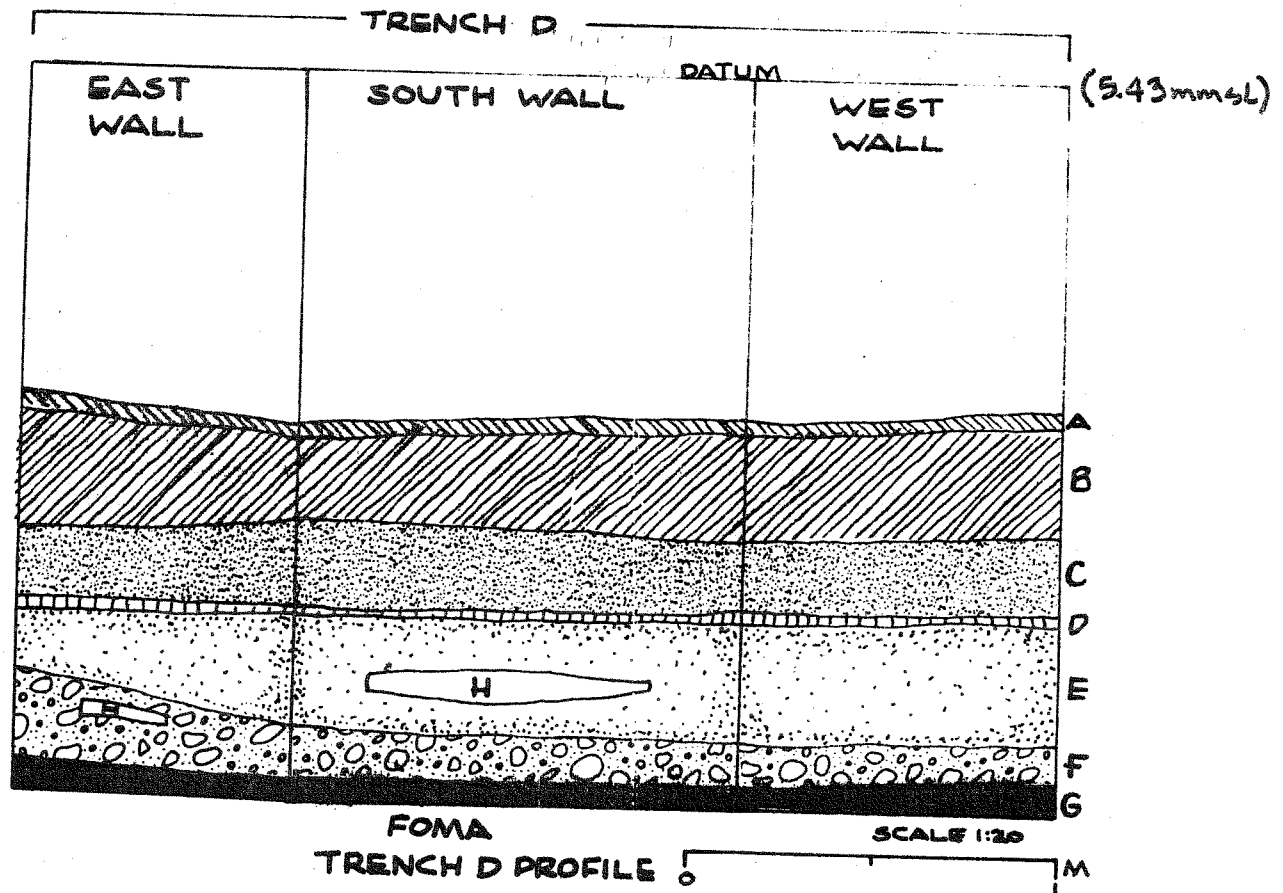 TRENCH D
DATUM
(5.43mmsL)
EAST
WALL
SOUTH WALL
WEST
WALL
A
B
C
D
E
H
H
F
G
FOMA
SCALE 1:20
TRENCH D PROFILE
0
M